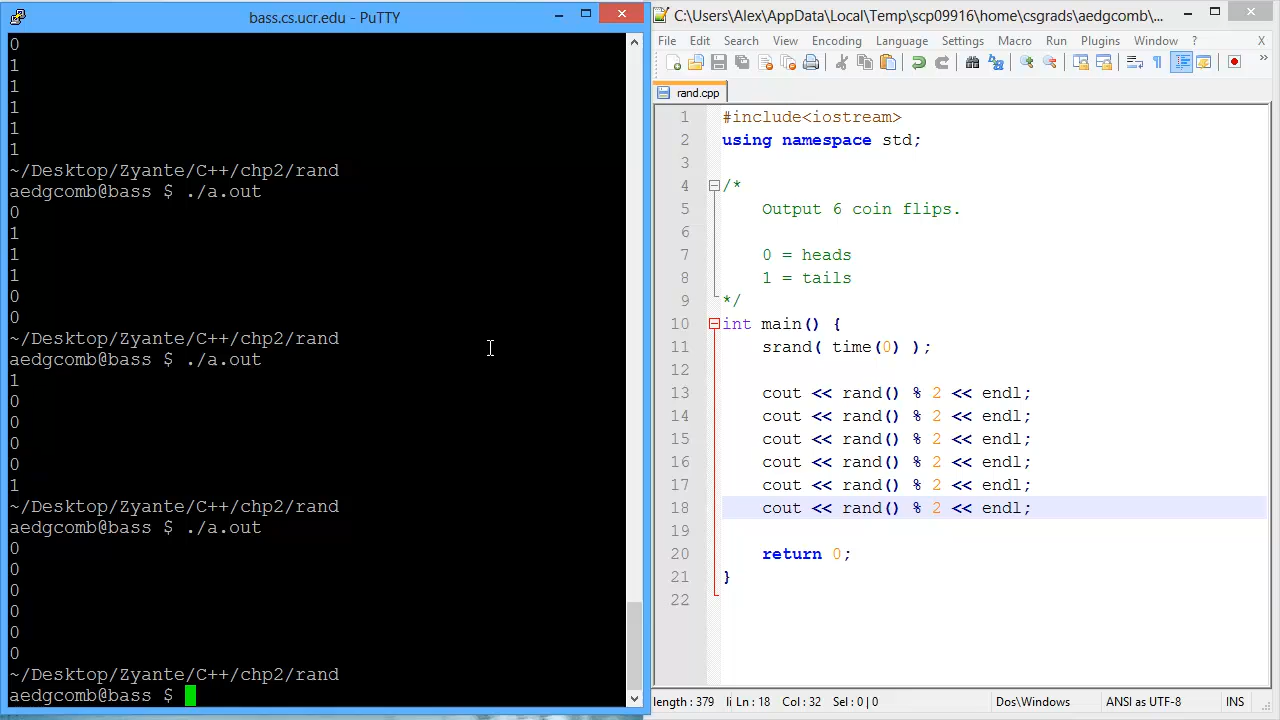 bass.cs.ucr.edu - PuTTY
0
1
1
1
1
1
~/Desktop/Zyante/C++/chp2/rand
aedgcomb@bass $ ./a.out
0
1
1
1
0
0
~/Desktop/Zyante/C++/chp2/rand
aedgcomb@bass $ ./a.out
1
0
0
0
0
1
~/Desktop/Zyante/C++/chp2/rand
aedgcomb@bass $ ./a.out
0
0
0
0
0
0
~/Desktop/Zyante/C++/chp2/rand
aedgcomb@bass $
C:\Users\Alex\AppData\Local\Temp\scp09916\home\csgrads\aedgcomb\...
File Edit Search View Encoding Language Settings Macro Run Plugins Window ? X
rand.cpp
1 #include<iostream>
2 using namespace std;
3
4 /*
5 Output 6 coin flips.
6
7 0 = heads
8 1 = tails
9 */
10 int main() {
11 srand( time(0) );
12
13 cout << rand() % 2 << endl;
14 cout << rand() % 2 << endl;
15 cout << rand() % 2 << endl;
16 cout << rand() % 2 << endl;
17 cout << rand() % 2 << endl;
18 cout << rand() % 2 << endl;
19
20 return 0;
21 }
22
length : 379 li Ln : 18 Col : 32 Sel : 0 | 0 Dos\Windows ANSI as UTF-8 INS